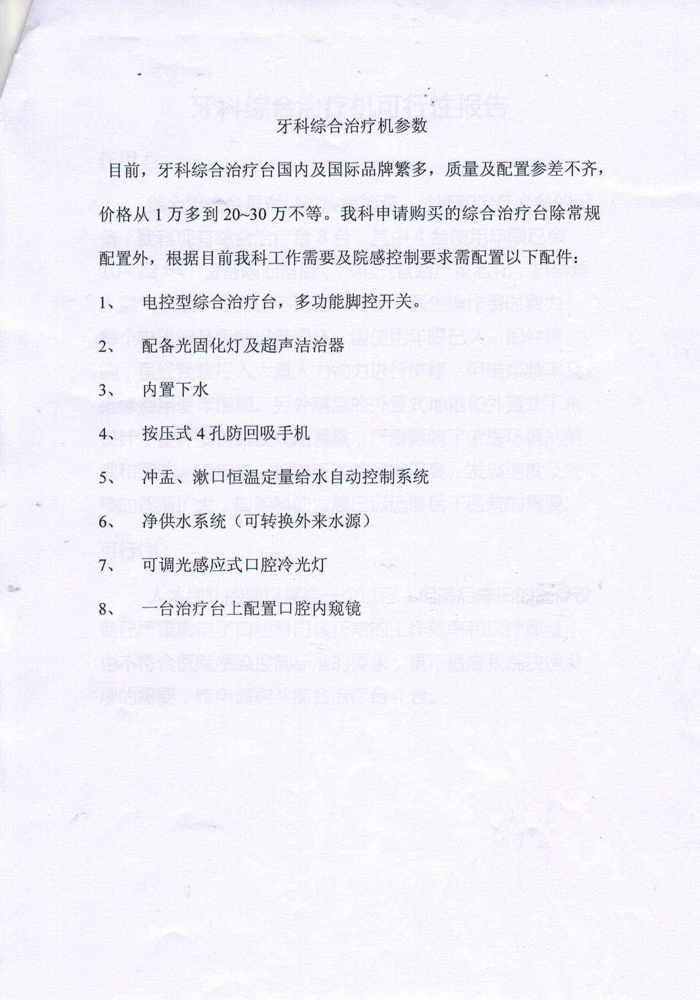 牙科综合治疗机参数
目前，牙科综合治疗台国内及国际品牌繁多，质量及配置参差不齐，
价格从 1 万多到 20~30 万不等。我科申请购买的综合治疗台除常规
配置外，根据目前我科工作需要及院感控制要求需配置以下配件：
1、 电控型综合治疗台，多功能脚控开关。
2、 配备光固化灯及超声洁治器
3、 内置下水
4、 按压式 4 孔防回吸手机
5、 冲盂、漱口恒温定量给水自动控制系统
6、 净供水系统（可转换外来水源）
7、 可调光感应式口腔冷光灯
8、 一台治疗台上配置口腔内窥镜